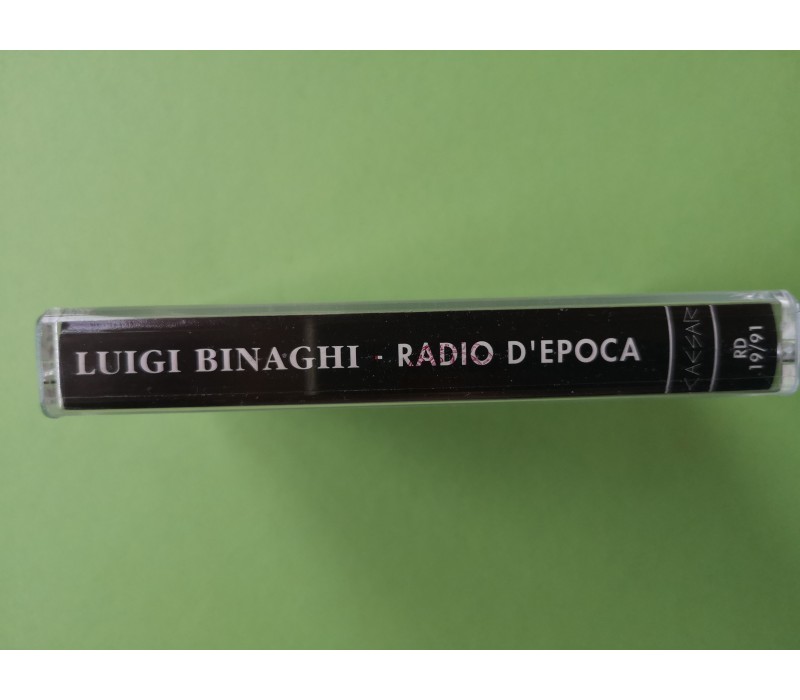 LUIGI BINAGHI - RADIO D'EPOCA
CAESAR
RD
19/91